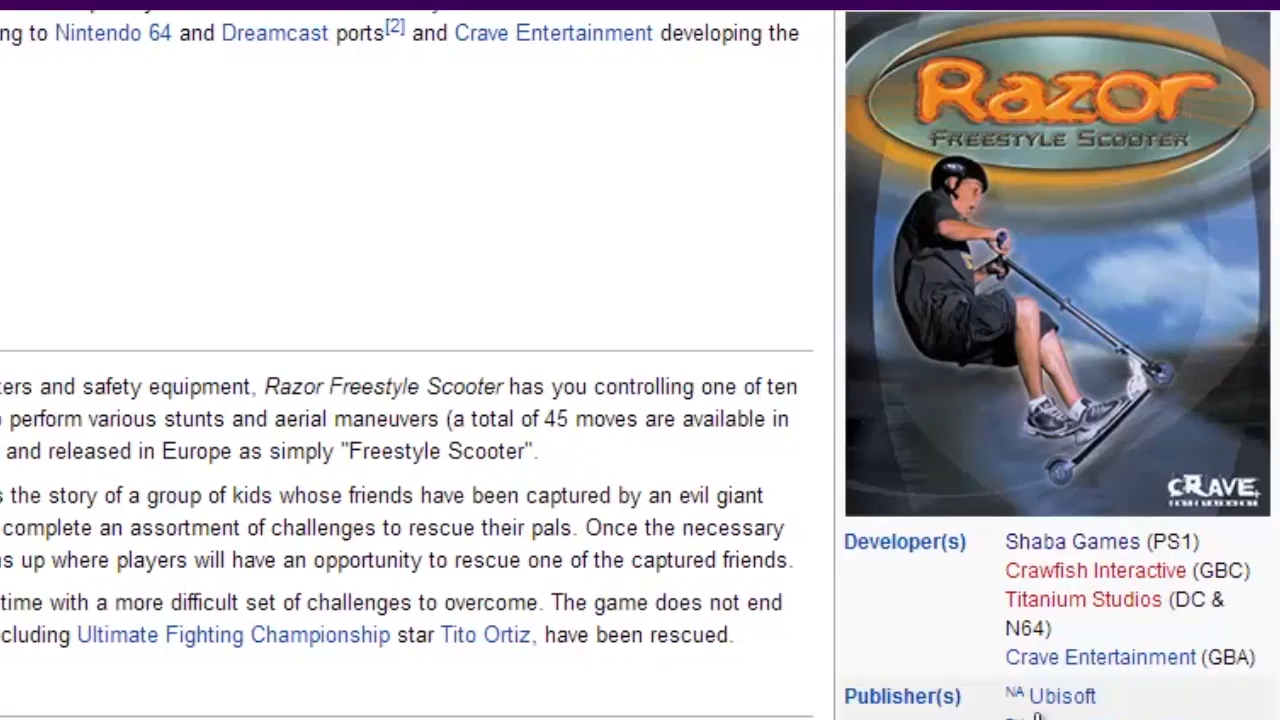 ng to Nintendo 64 and Dreamcast ports[2] and Crave Entertainment developing the
ters and safety equipment, Razor Freestyle Scooter has you controlling one of ten
perform various stunts and aerial maneuvers (a total of 45 moves are available in
and released in Europe as simply "Freestyle Scooter".
s the story of a group of kids whose friends have been captured by an evil giant
complete an assortment of challenges to rescue their pals. Once the necessary
s up where players will have an opportunity to rescue one of the captured friends.
time with a more difficult set of challenges to overcome. The game does not end
cluding Ultimate Fighting Championship star Tito Ortiz, have been rescued.
Razor
FREESTYLE SCOOTER
CRAVE
Developer(s)
Shaba Games (PS1)
Crawfish Interactive (GBC)
Titanium Studios (DC &
N64)
Crave Entertainment (GBA)
Publisher(s)
NA Ubisoft